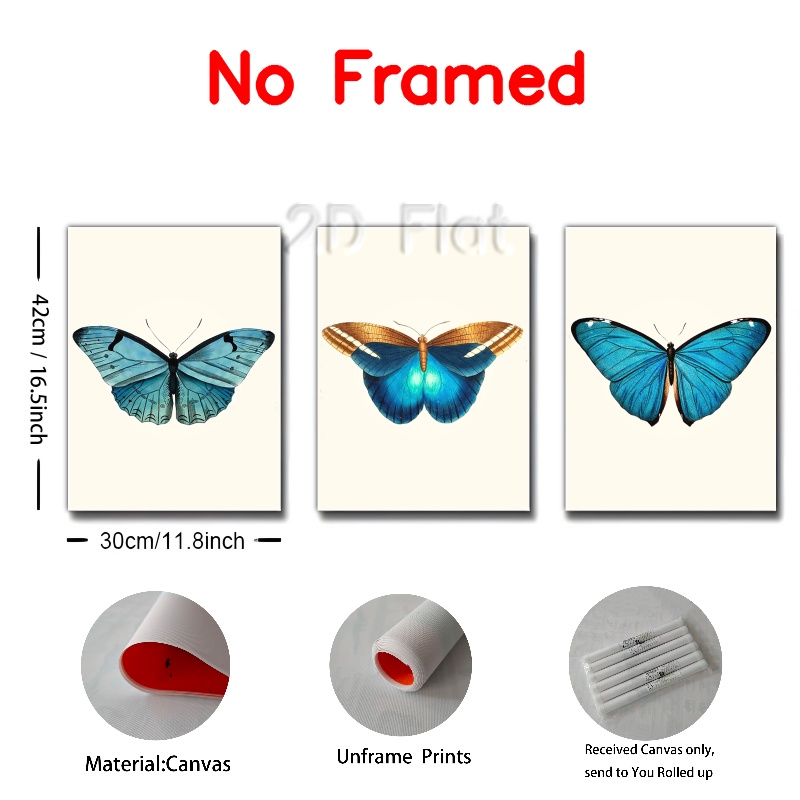 No Framed
2D Flat
42cm / 16.5inch
30cm/11.8inch
Material:Canvas
Unframe Prints
Received Canvas only,
send to You Rolled up